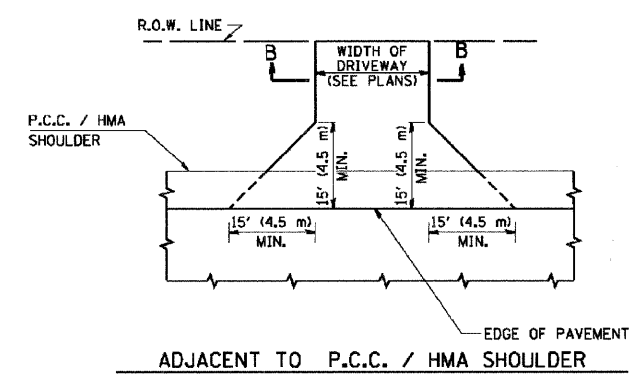 R.O.W. LINE
B
WIDTH OF
DRIVEWAY
(SEE PLANS)
B
P.C.C. / HMA
SHOULDER
15' (4.5 m)
MIN.
15' (4.5 m)
MIN.
15' (4.5 m)
MIN.
15' (4.5 m)
MIN.
EDGE OF PAVEMENT
ADJACENT TO P.C.C. / HMA SHOULDER